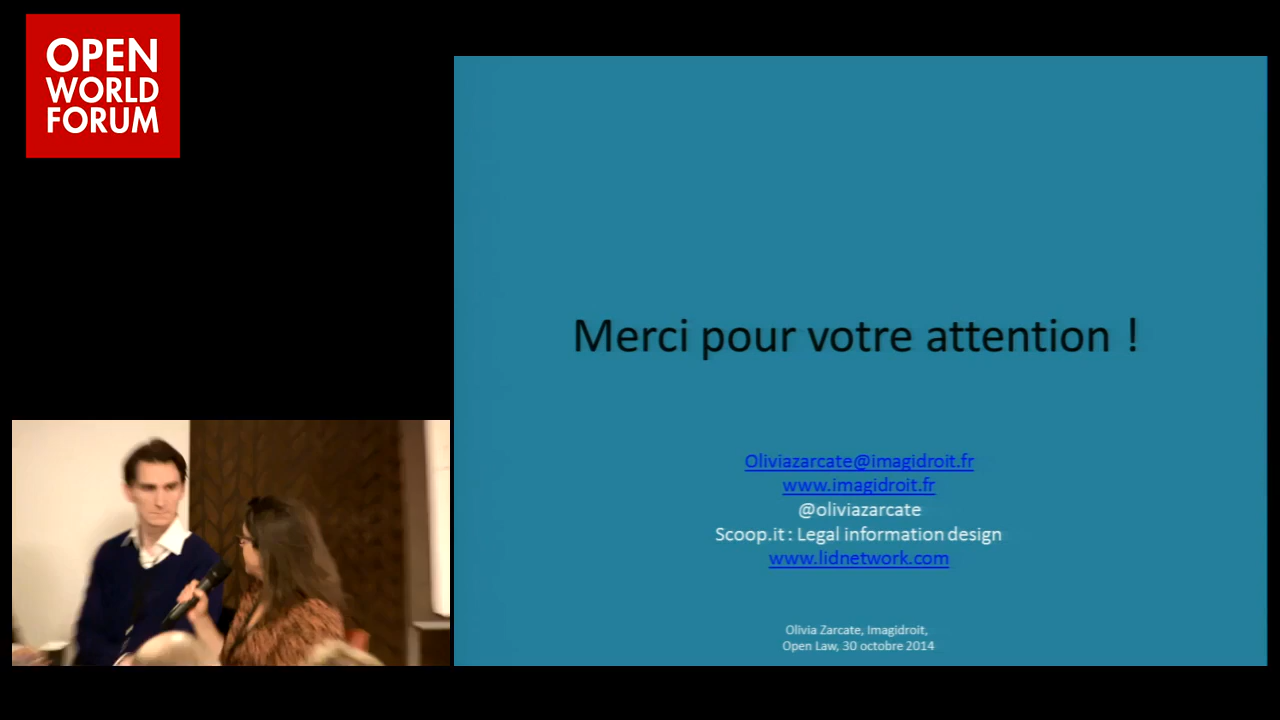 OPEN
WORLD
FORUM
Merci pour votre attention !
Oliviazarcate@imagidroit.fr
www.imagidroit.fr
@oliviazarcate
Scoop.it : Legal information design
www.lidnetwork.com
Olivia Zarcate, Imagidroit,
Open Law, 30 octobre 2014